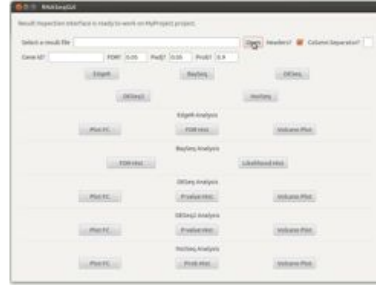 RNASeqGUI
Result Inspection Interface is ready to work on MyProject project.
Select a result file Open Headers? Column Separator?
Gene Id? FDR? 0.05 Padj? 0.05 Prob? 0.9
EdgeR BaySeq DESeq
DESeq2 NoiSeq
EdgeR Analysis
Plot FC FDR Hist Volcano Plot
BaySeq Analysis
FDR Hist Likelihood Hist
DESeq Analysis
Plot FC P-value Hist Volcano Plot
DESeq2 Analysis
Plot FC P-value Hist Volcano Plot
NoiSeq Analysis
Plot FC Prob Hist Volcano Plot